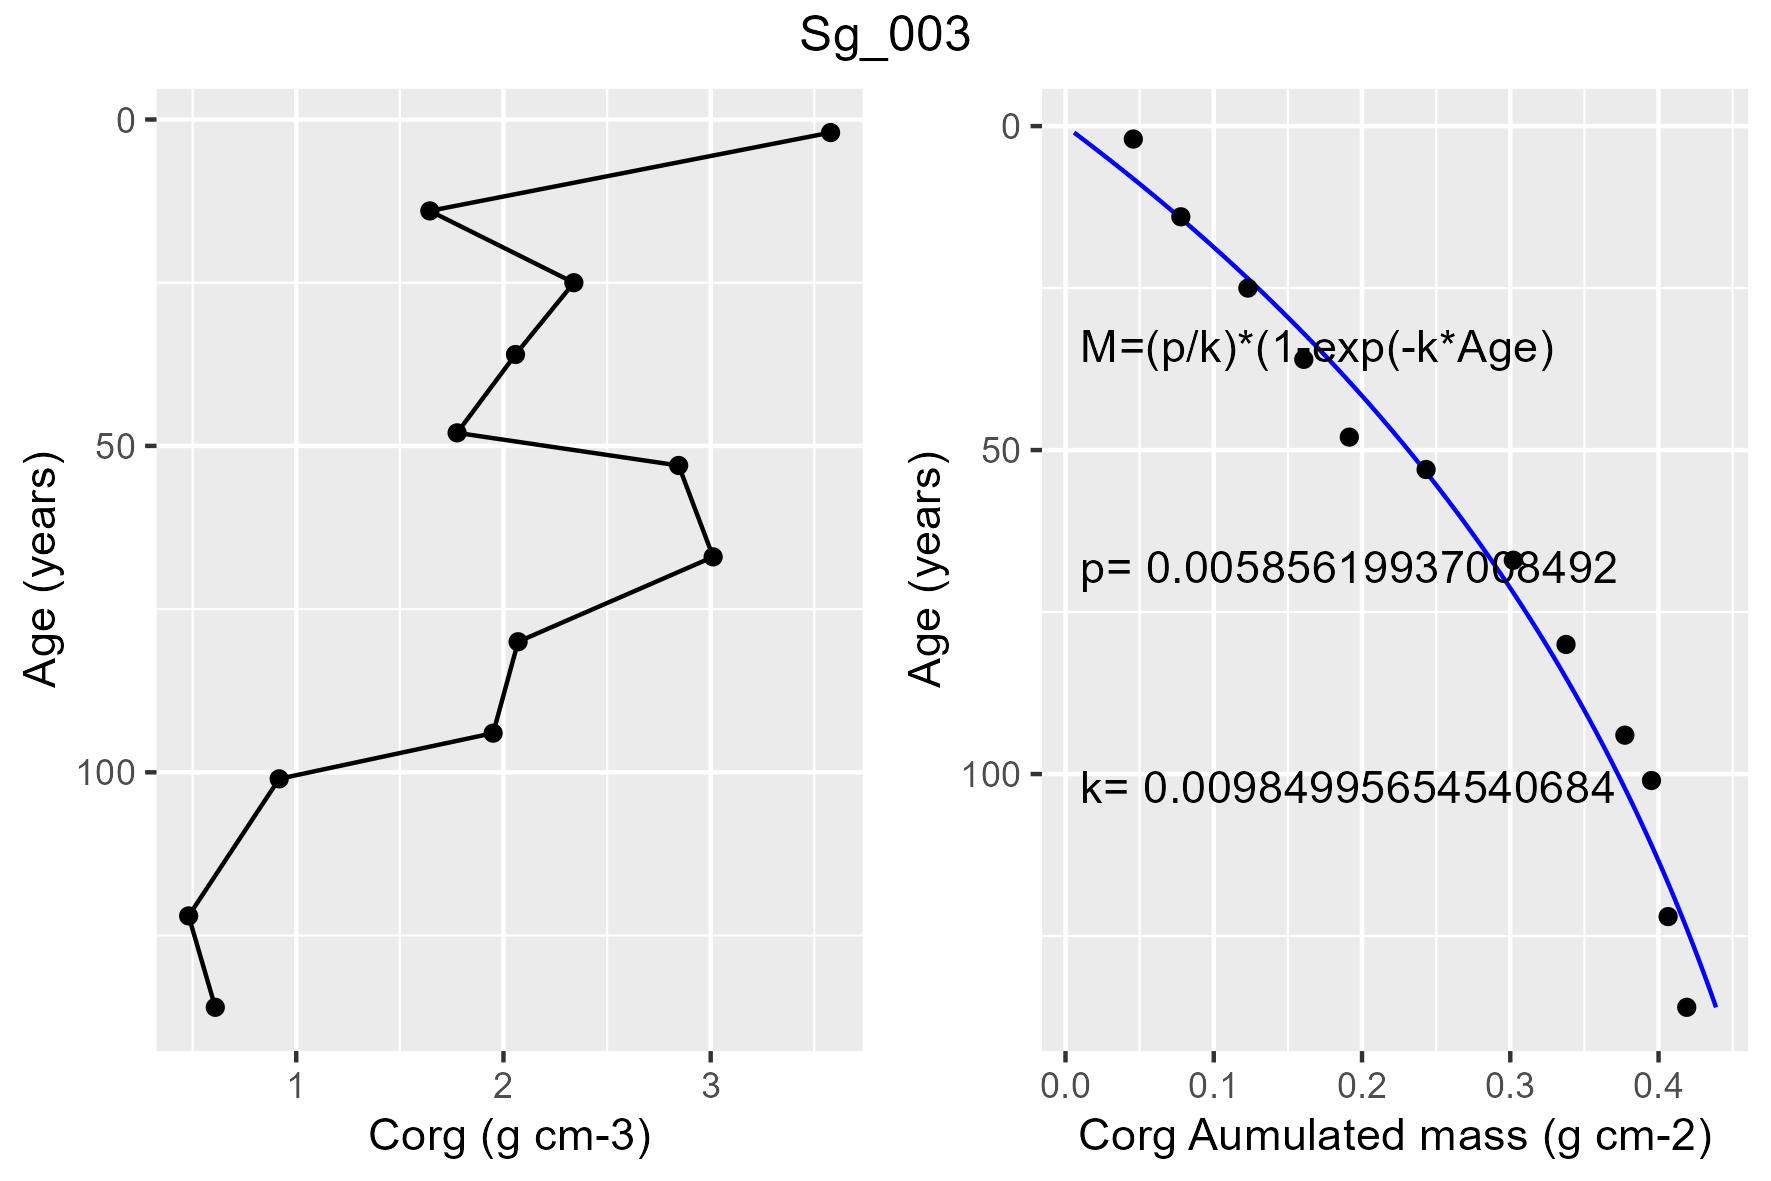 Sg_003
0
50
100
Age (years)
1 2 3
Corg (g cm-3)
0
50
100
Age (years)
M=(p/k)*(1-exp(-k*Age)
p= 0.00585619937008492
k= 0.00984995654540684
0.0 0.1 0.2 0.3 0.4
Corg Aumulated mass (g cm-2)